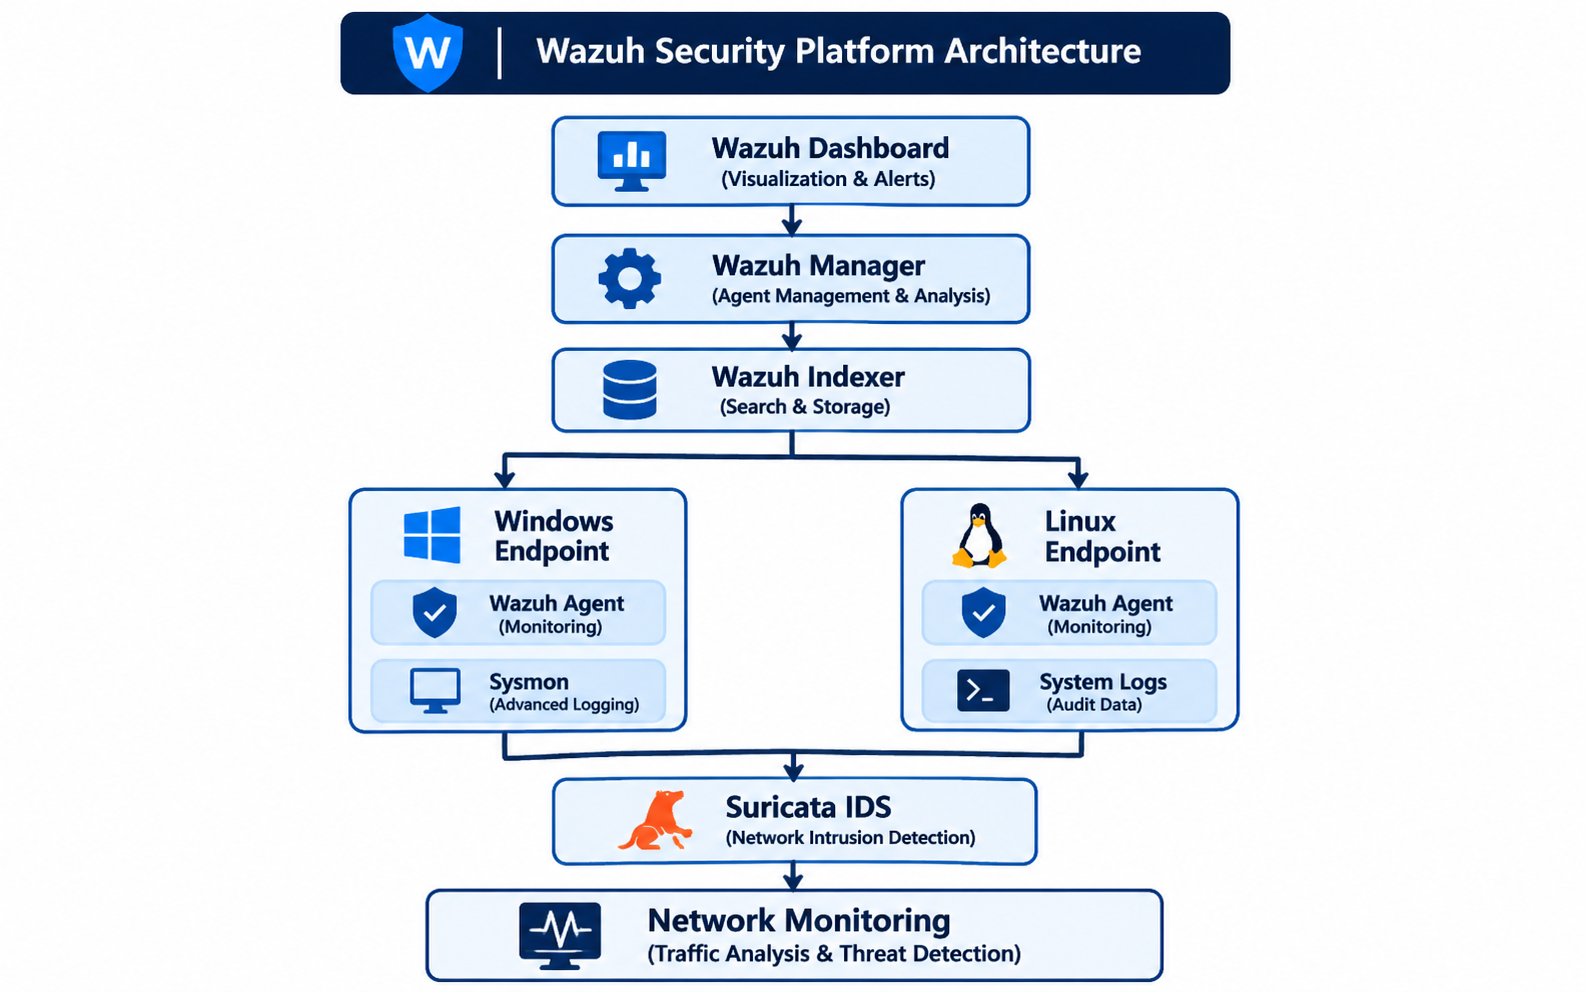 W
Wazuh Security Platform Architecture
Wazuh Dashboard
(Visualization & Alerts)
Wazuh Manager
(Agent Management & Analysis)
Wazuh Indexer
(Search & Storage)
Windows
Endpoint
Wazuh Agent
(Monitoring)
Sysmon
(Advanced Logging)
Linux
Endpoint
Wazuh Agent
(Monitoring)
>_
System Logs
(Audit Data)
Suricata IDS
(Network Intrusion Detection)
Network Monitoring
(Traffic Analysis & Threat Detection)